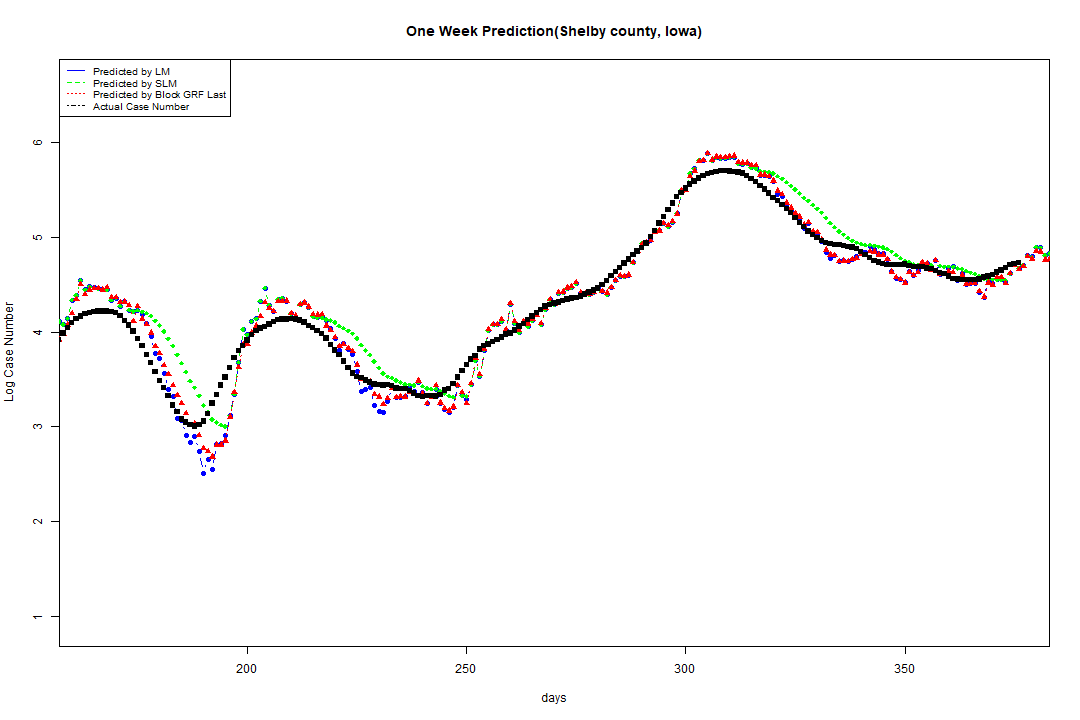 One Week Prediction(Shelby county, Iowa)
Predicted by LM
Predicted by SLM
Predicted by Block GRF Last
Actual Case Number
Log Case Number
6
5
4
3
2
1
200 250 300 350
days